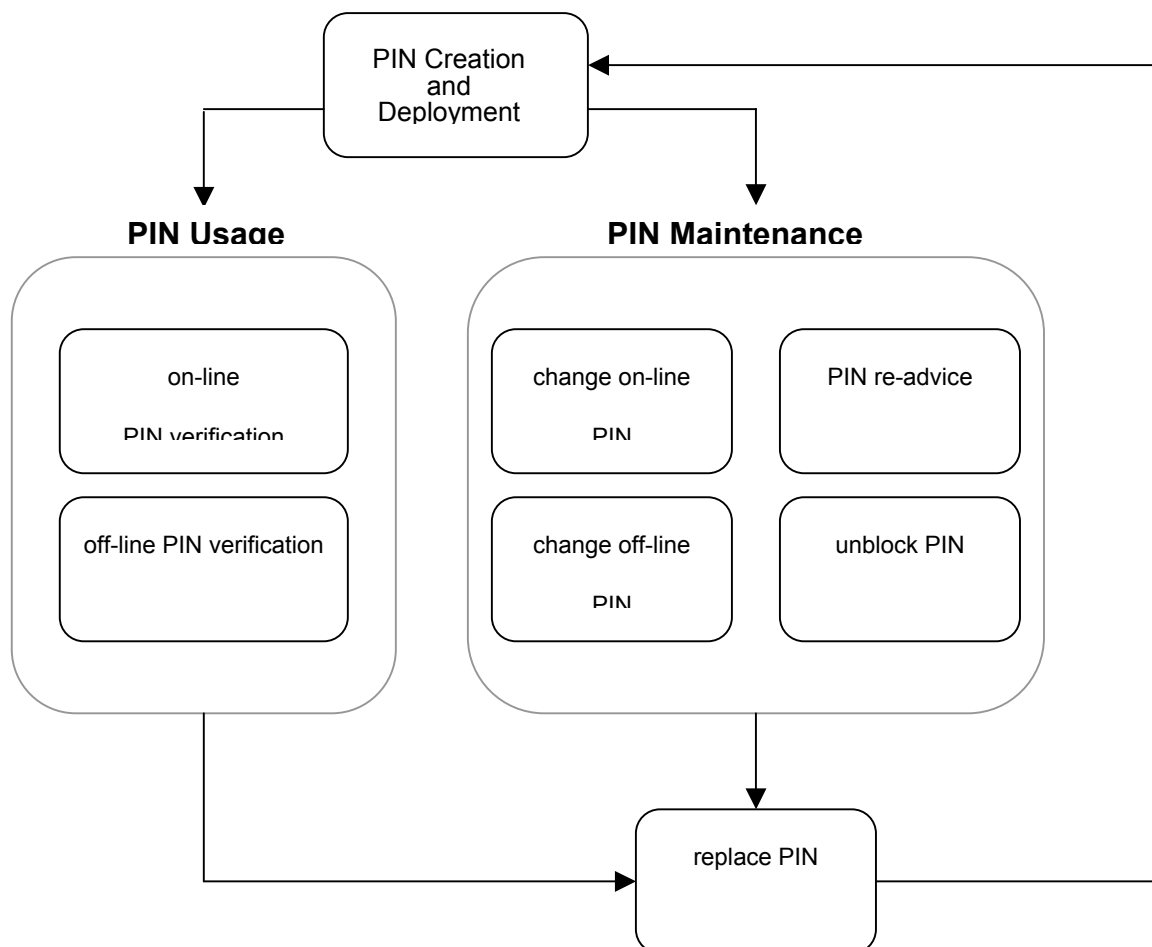 PIN Creation
and
Deployment
PIN Usage
PIN Maintenance
on-line
PIN verification
off-line PIN verification
change on-line
PIN
PIN re-advice
change off-line
PIN
unblock PIN
replace PIN